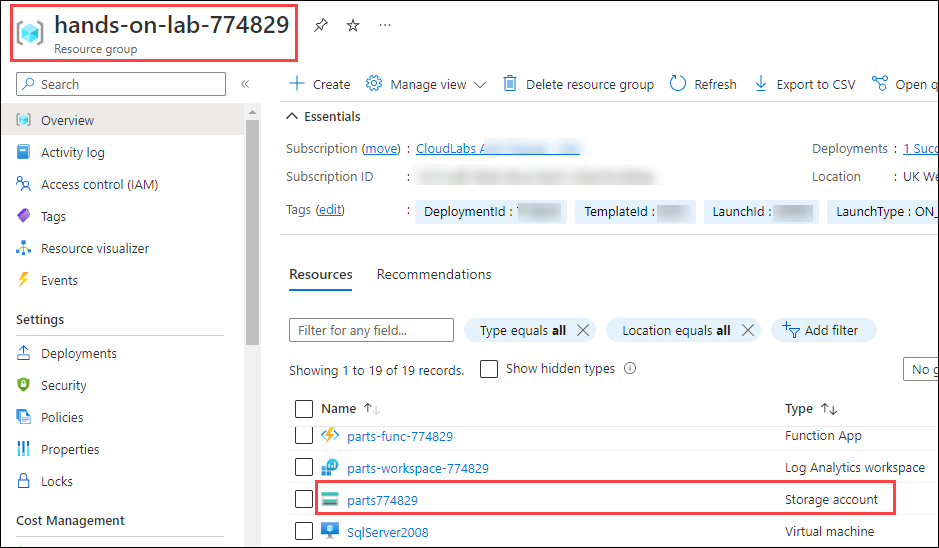 hands-on-lab-774829
Resource group
Search
Create Manage view Delete resource group Refresh Export to CSV Open q
Overview
Activity log
Access control (IAM)
Tags
Resource visualizer
Events
Settings
Deployments
Security
Policies
Properties
Locks
Cost Management
Essentials
Subscription (move) : CloudLabs Deployments : 1 Succ
Subscription ID : Location : UK We
Tags (edit) : DeploymentId : TemplateId : LaunchId : LaunchType : ON_
Resources Recommendations
Filter for any field... Type equals all Location equals all Add filter
Showing 1 to 19 of 19 records. Show hidden types No g
Name Type
parts-func-774829 Function App
parts-workspace-774829 Log Analytics workspace
parts774829 Storage account
SqlServer2008 Virtual machine